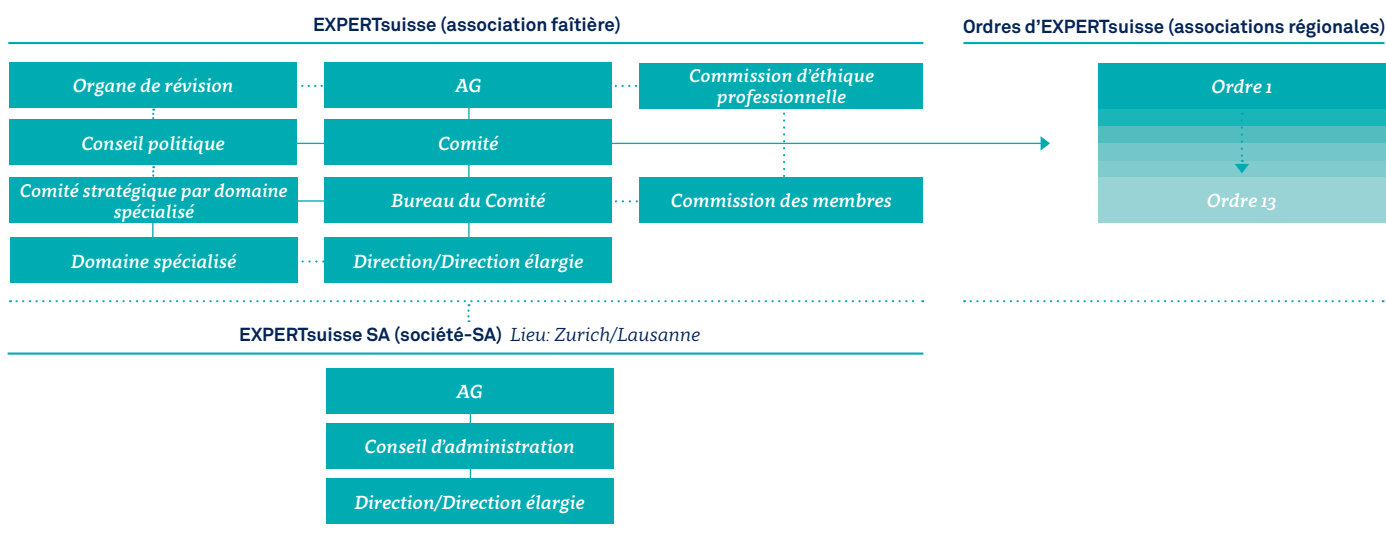 EXPERTsuisse (association faîtière)
Ordres d'EXPERTsuisse (associations régionales)
Organe de révision
AG
Commission d'éthique
professionnelle
Ordre 1
Conseil politique
Comité
Comité stratégique par domaine
spécialisé
Bureau du Comité
Commission des membres
Ordre 13
Domaine spécialisé
Direction/Direction élargie
EXPERTsuisse SA (société-SA) Lieu: Zurich/Lausanne
AG
Conseil d'administration
Direction/Direction élargie